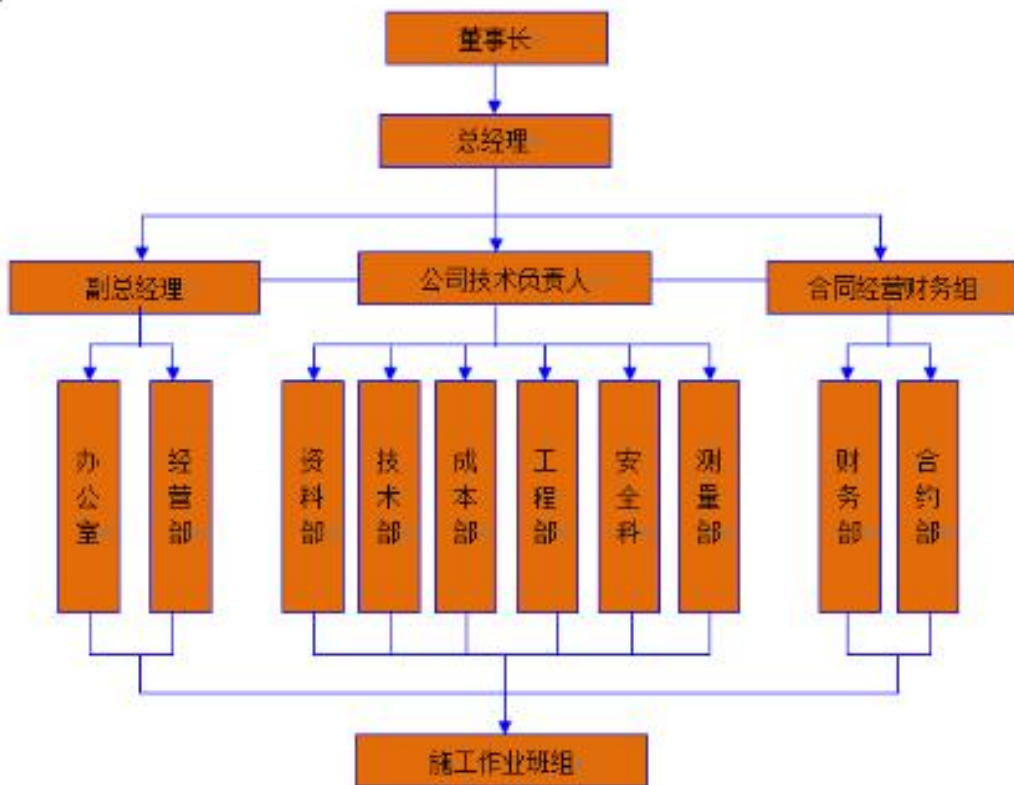 董事长
总经理
副总经理
公司技术负责人
合同经营财务组
办公室
经营部
资料部
技术部
成本部
工程部
安全科
测量部
财务部
合约部
施工作业班组